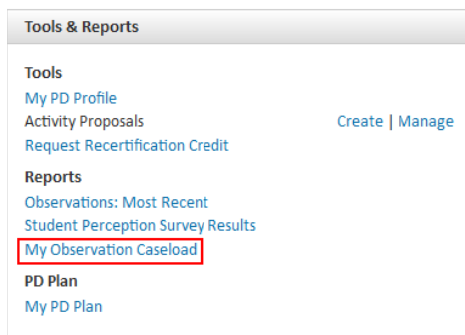 Tools & Reports
Tools
My PD Profile
Activity Proposals Create | Manage
Request Recertification Credit
Reports
Observations: Most Recent
Student Perception Survey Results
My Observation Caseload
PD Plan
My PD Plan